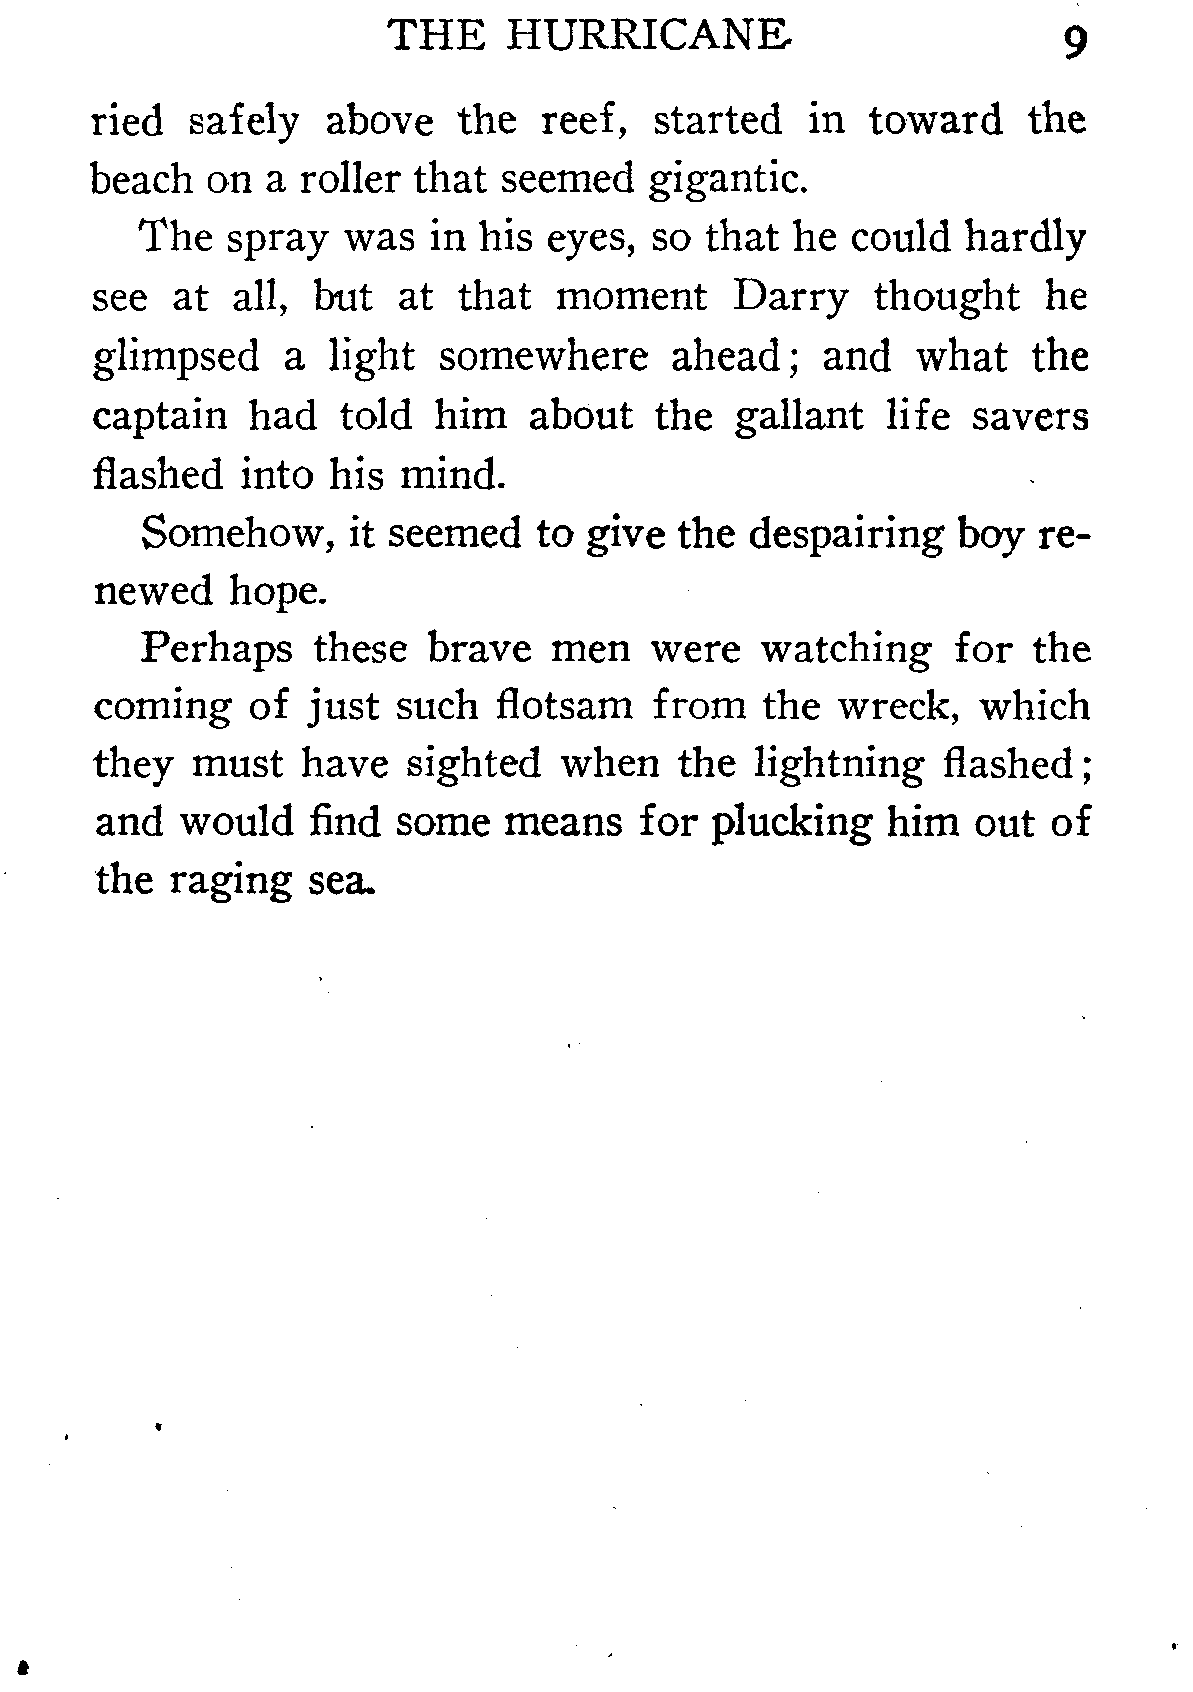 THE HURRICANE 9
ried safely above the reef, started in toward the
beach on a roller that seemed gigantic.
The spray was in his eyes, so that he could hardly
see at all, but at that moment Darry thought he
glimpsed a light somewhere ahead; and what the
captain had told him about the gallant life savers
flashed into his mind.
Somehow, it seemed to give the despairing boy re-
newed hope.
Perhaps these brave men were watching for the
coming of just such flotsam from the wreck, which
they must have sighted when the lightning flashed;
and would find some means for plucking him out of
the raging sea.